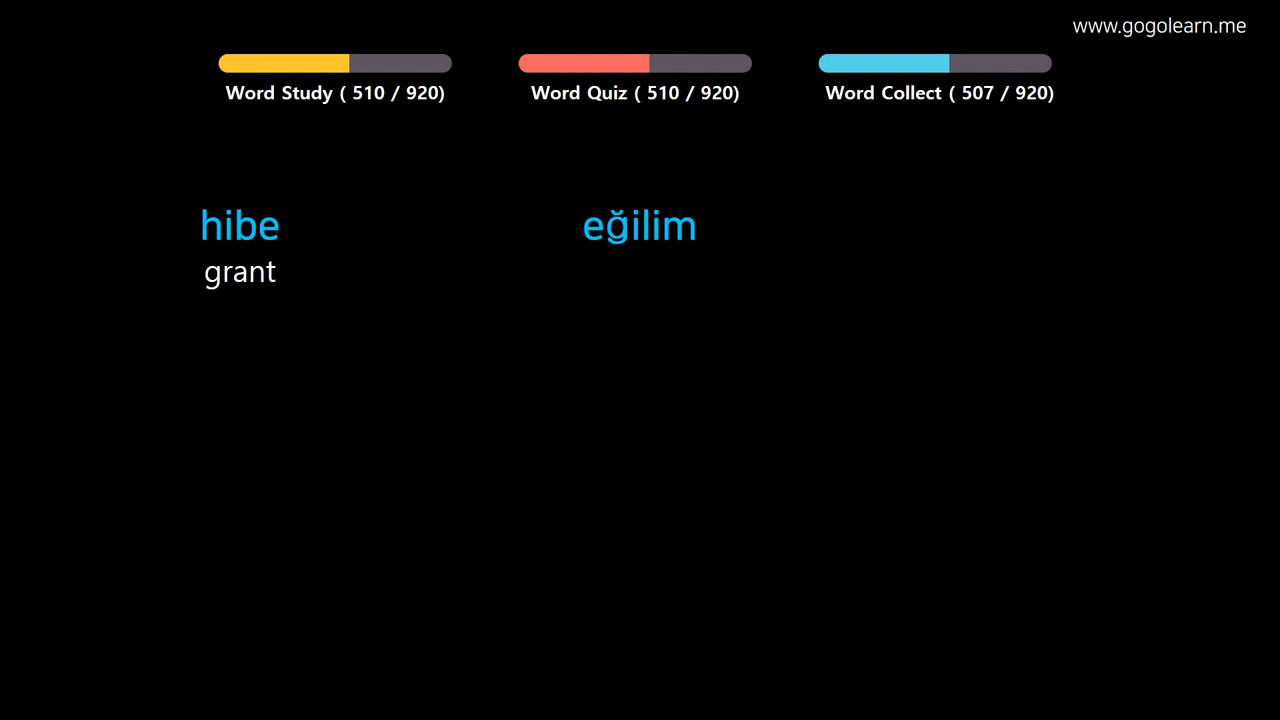 www.gogolearn.me
Word Study ( 510 / 920)
Word Quiz ( 510 / 920)
Word Collect ( 507 / 920)
hibe
eğilim
grant